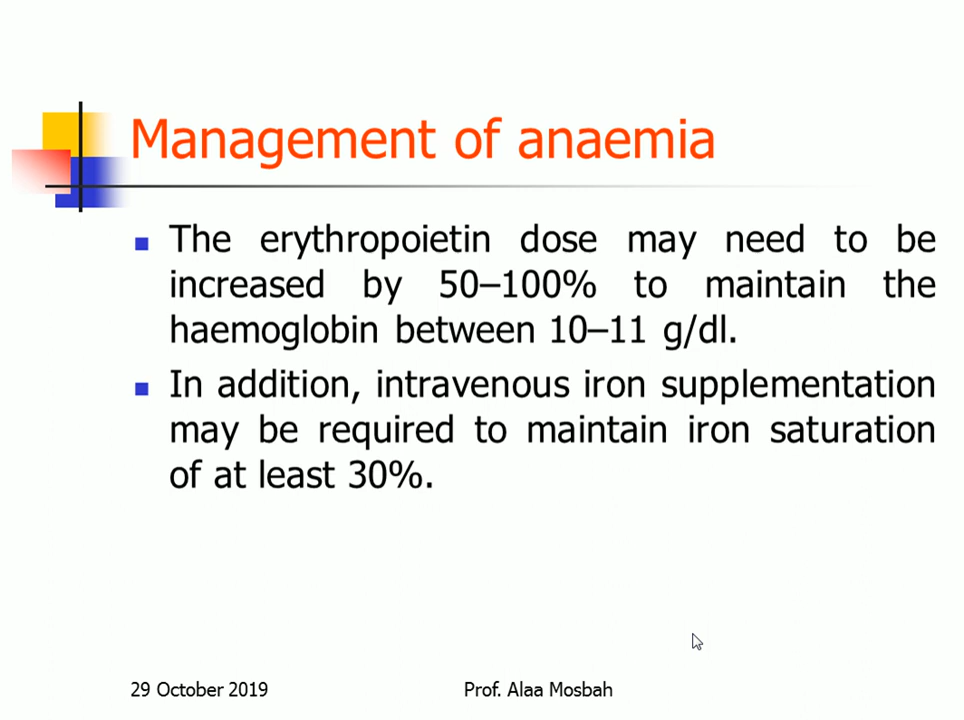 Management of anaemia
The erythropoietin dose may need to be
increased by 50–100% to maintain the
haemoglobin between 10–11 g/dl.
In addition, intravenous iron supplementation
may be required to maintain iron saturation
of at least 30%.
29 October 2019
Prof. Alaa Mosbah